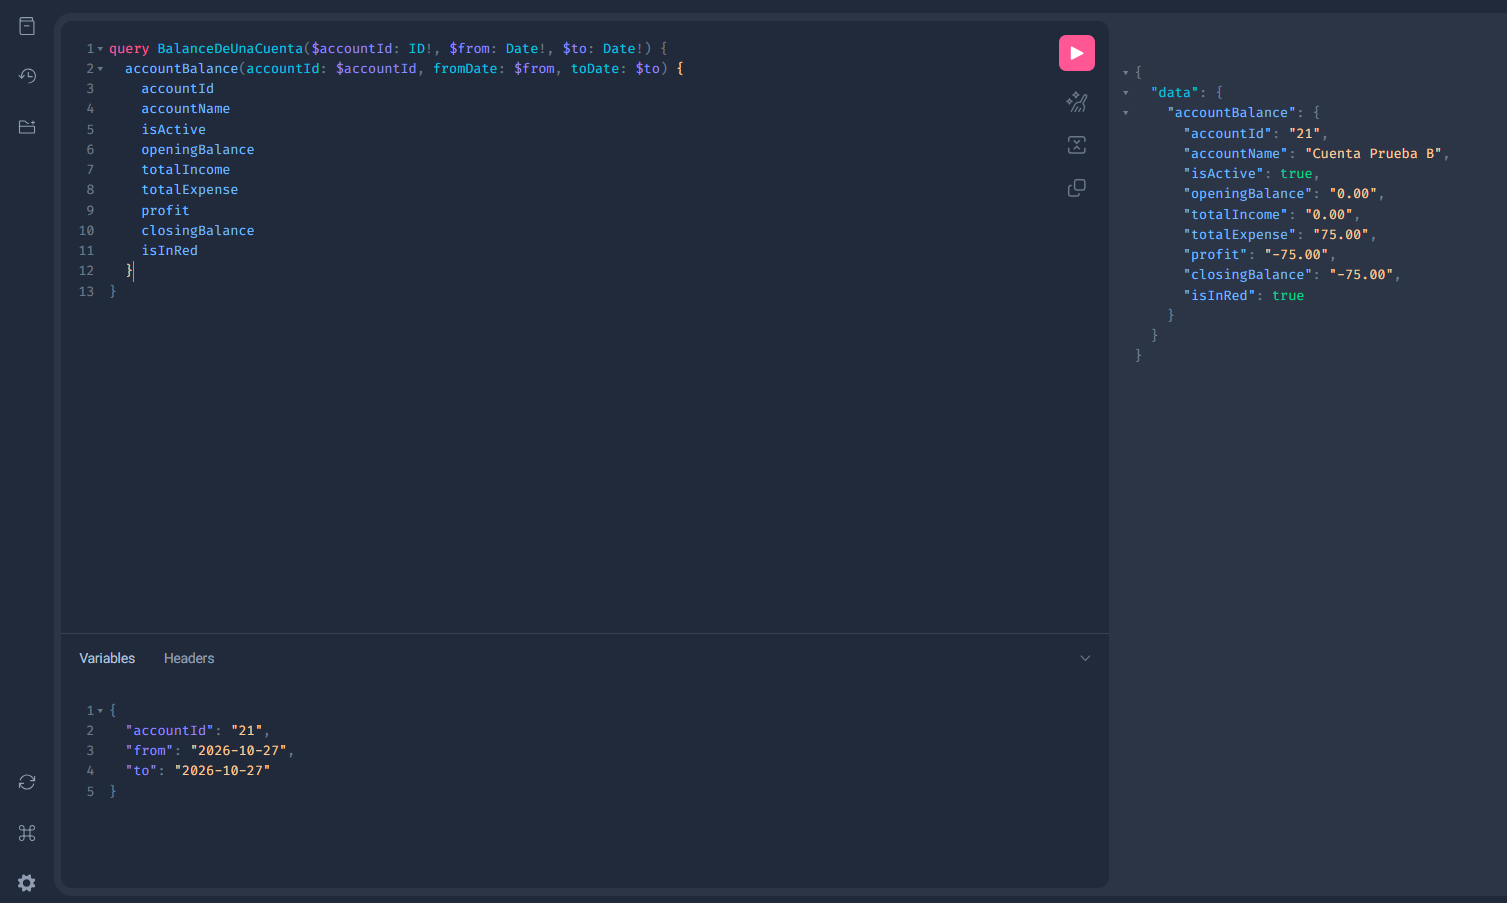 1 query BalanceDeUnaCuenta($accountId: ID!, $from: Date!, $to: Date!) {
2 accountBalance(accountId: $accountId, fromDate: $from, toDate: $to) {
3 accountId
4 accountName
5 isActive
6 openingBalance
7 totalIncome
8 totalExpense
9 profit
10 closingBalance
11 isInRed
12 }
13 }
Variables Headers
1 {
2 "accountId": "21",
3 "from": "2026-10-27",
4 "to": "2026-10-27"
5 }
{
"data": {
"accountBalance": {
"accountId": "21",
"accountName": "Cuenta Prueba B",
"isActive": true,
"openingBalance": "0.00",
"totalIncome": "0.00",
"totalExpense": "75.00",
"profit": "-75.00",
"closingBalance": "-75.00",
"isInRed": true
}
}
}